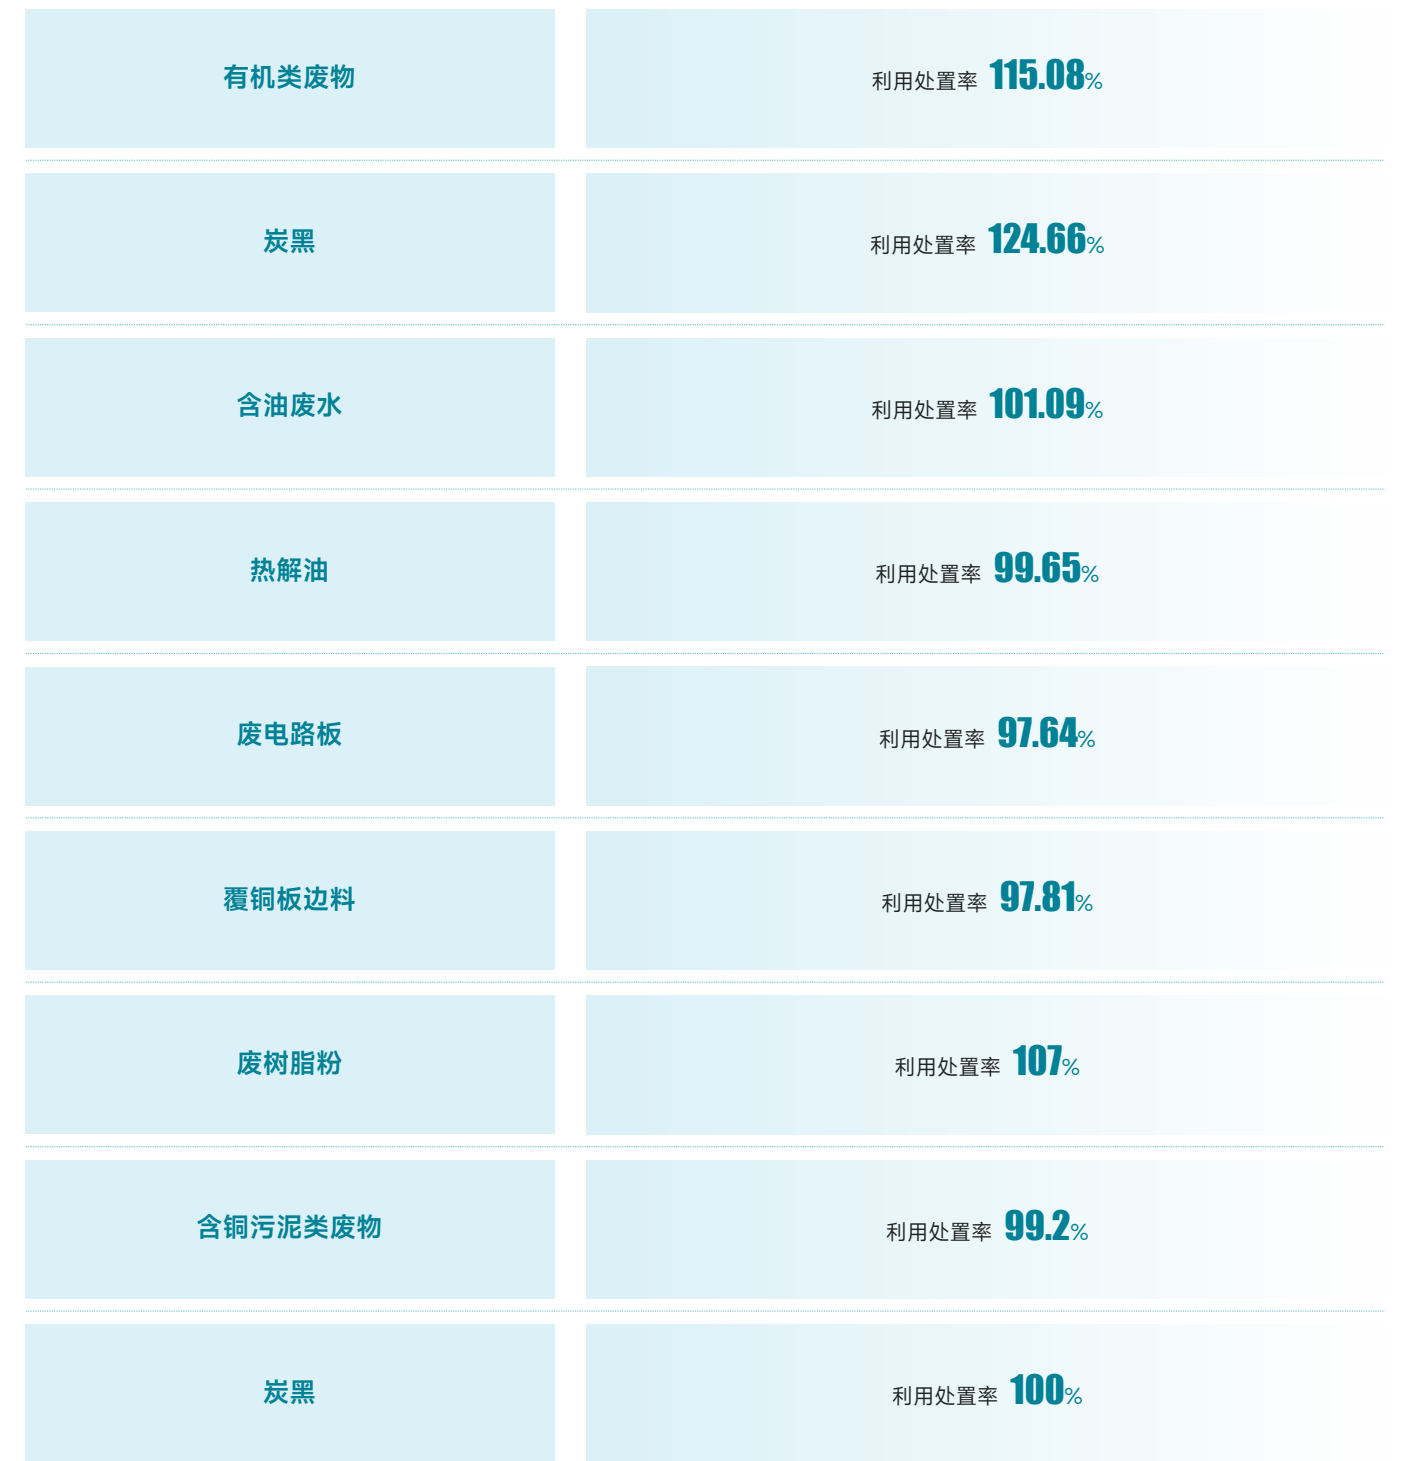 有机类废物 利用处置率 115.08%
炭黑 利用处置率 124.66%
含油废水 利用处置率 101.09%
热解油 利用处置率 99.65%
废电路板 利用处置率 97.64%
覆铜板边料 利用处置率 97.81%
废树脂粉 利用处置率 107%
含铜污泥类废物 利用处置率 99.2%
炭黑 利用处置率 100%